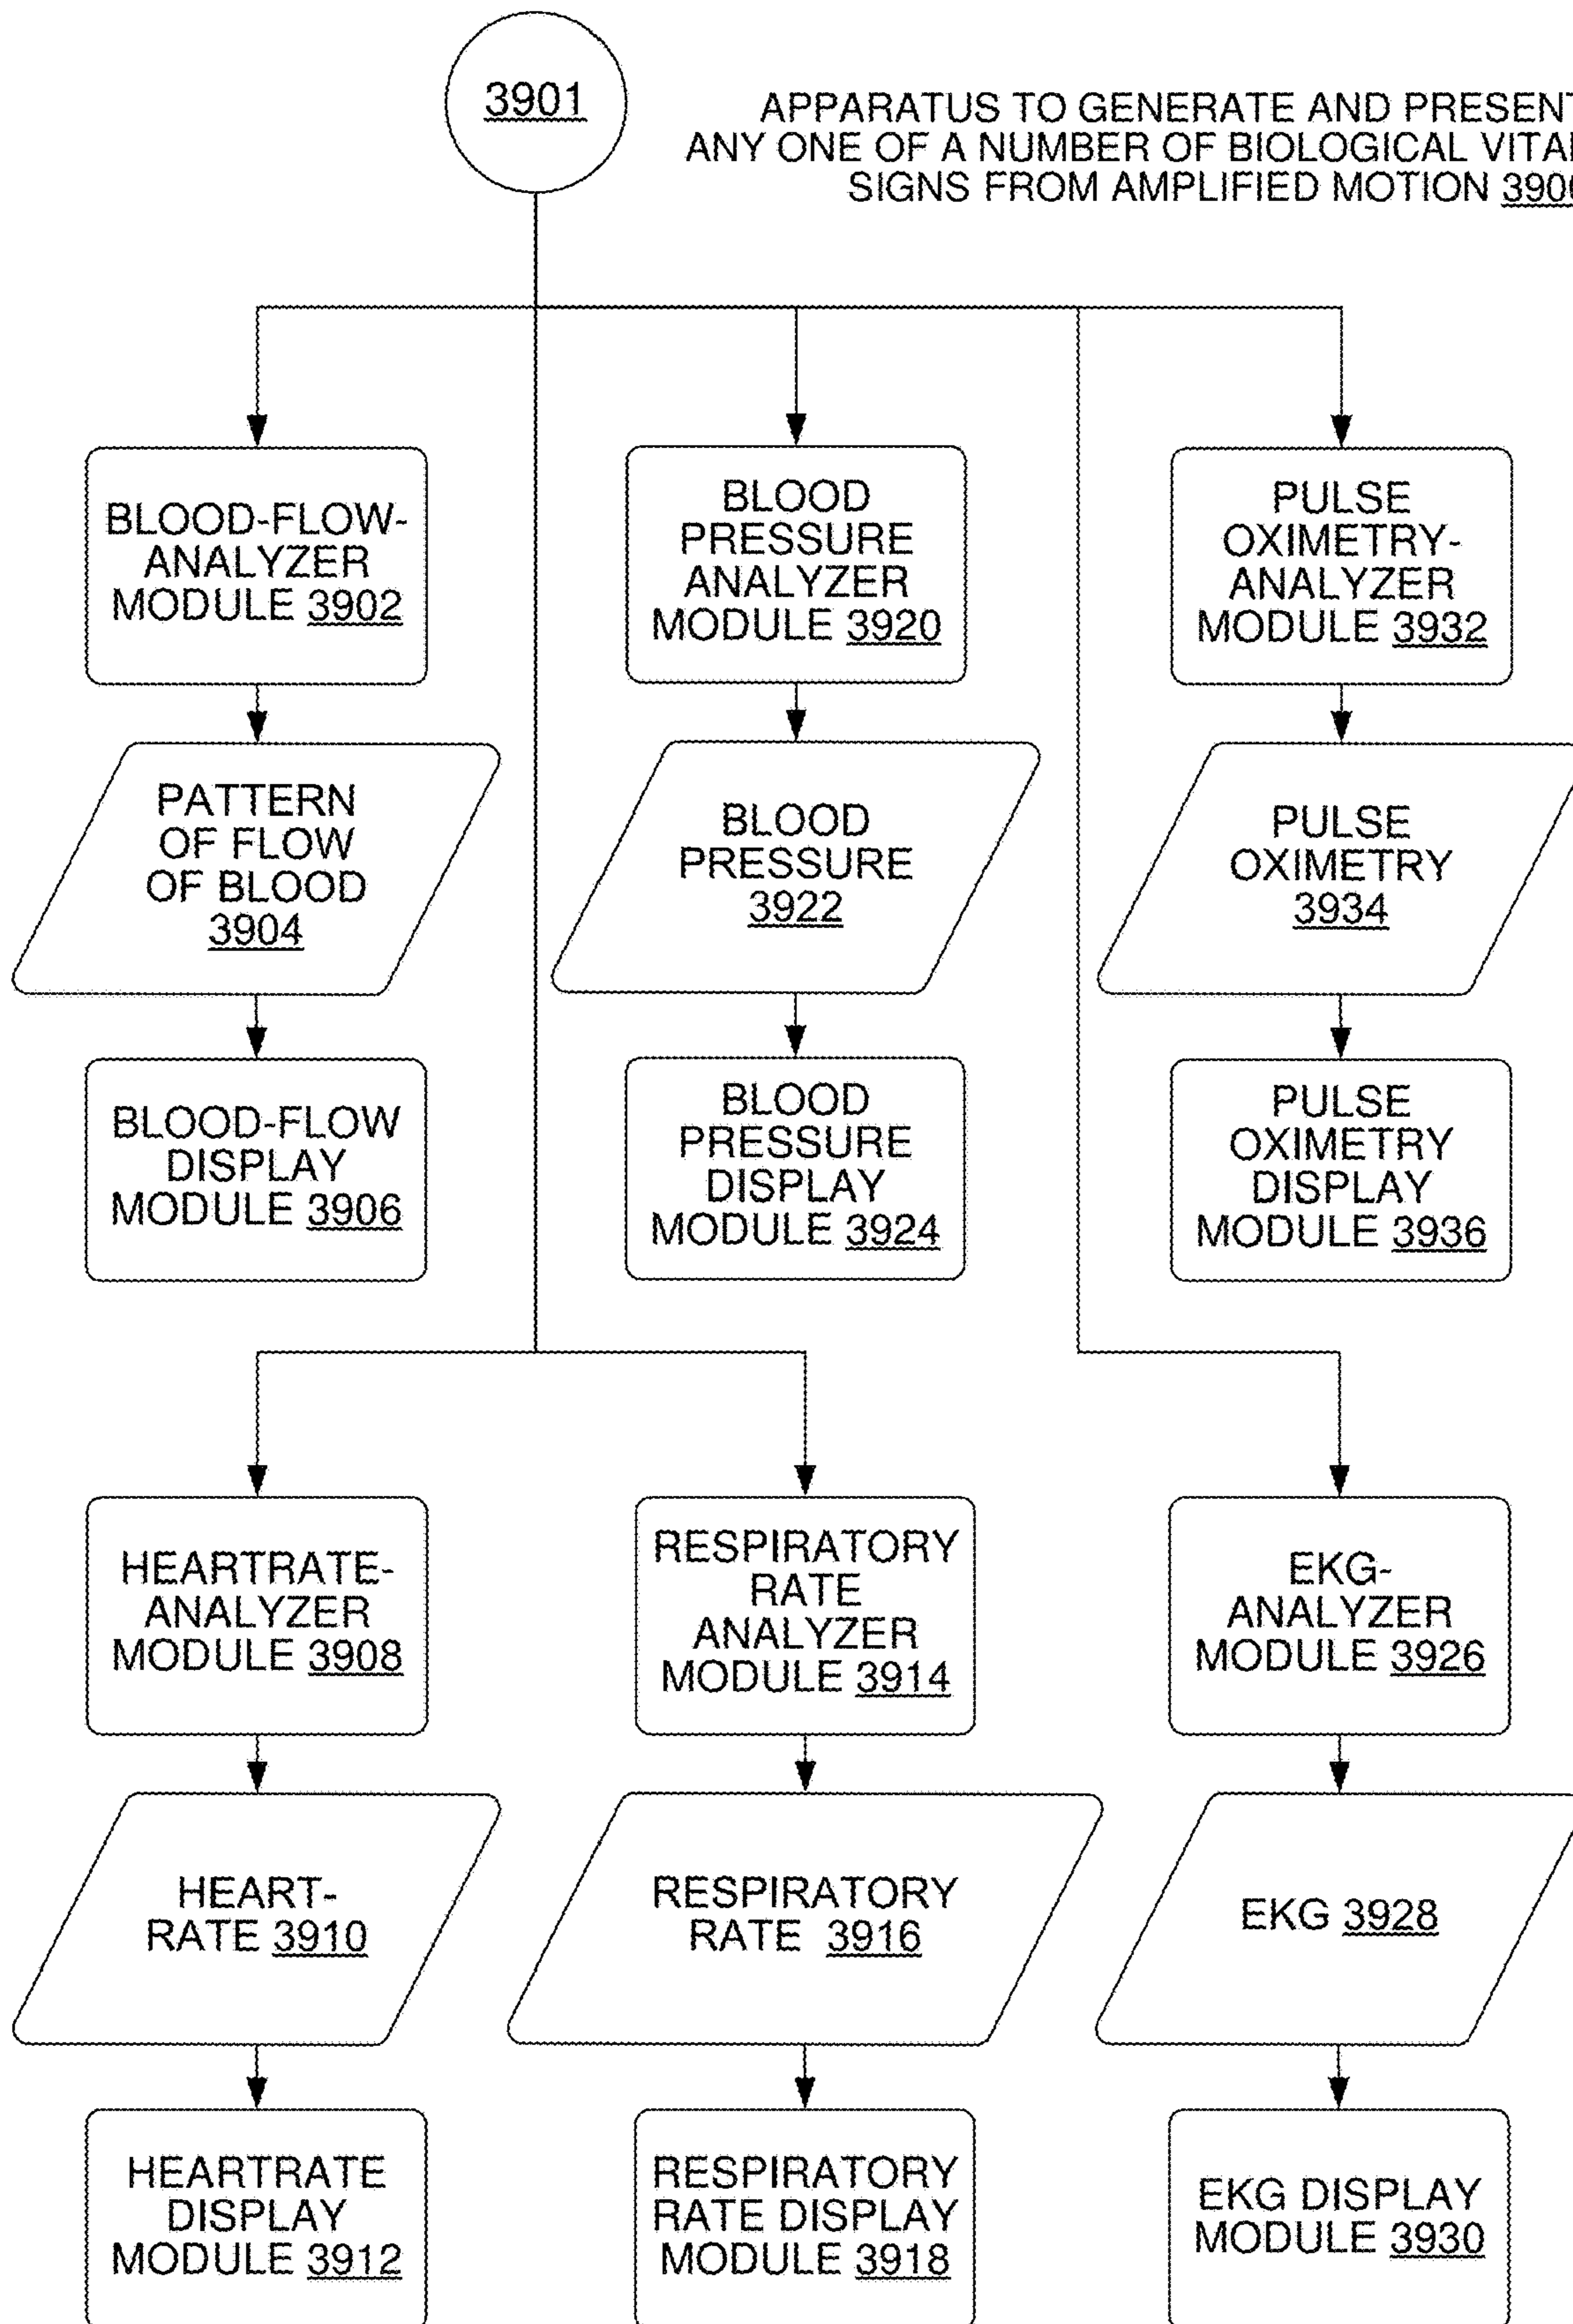 3901
APPARATUS TO GENERATE AND PRESENT
ANY ONE OF A NUMBER OF BIOLOGICAL VITAL
SIGNS FROM AMPLIFIED MOTION 3900
BLOOD-FLOW-
ANALYZER
MODULE 3902
BLOOD
PRESSURE
ANALYZER
MODULE 3920
PULSE
OXIMETRY-
ANALYZER
MODULE 3932
PATTERN
OF FLOW
OF BLOOD
3904
BLOOD
PRESSURE
3922
PULSE
OXIMETRY
3934
BLOOD-FLOW
DISPLAY
MODULE 3906
BLOOD
PRESSURE
DISPLAY
MODULE 3924
PULSE
OXIMETRY
DISPLAY
MODULE 3936
HEARTRATE-
ANALYZER
MODULE 3908
RESPIRATORY
RATE
ANALYZER
MODULE 3914
EKG-
ANALYZER
MODULE 3926
HEART-
RATE 3910
RESPIRATORY
RATE 3916
EKG 3928
HEARTRATE
DISPLAY
MODULE 3912
RESPIRATORY
RATE DISPLAY
MODULE 3918
EKG DISPLAY
MODULE 3930